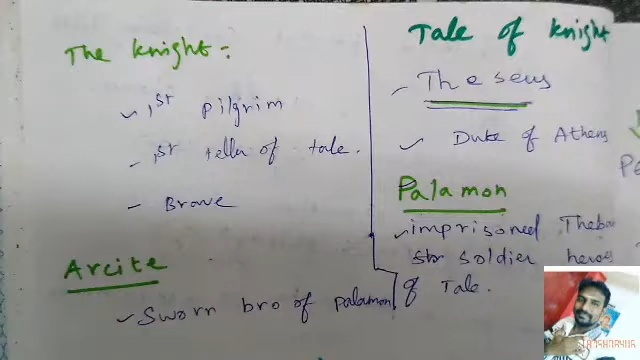 The Knight:
1st pilgrim
1st teller of tale.
- Brave
Arcite
Sworn bro of palamon
Tale of Knight
- Theseus
Duke of Athens
Palamon
imprisoned
soldier heroes
of Tale.